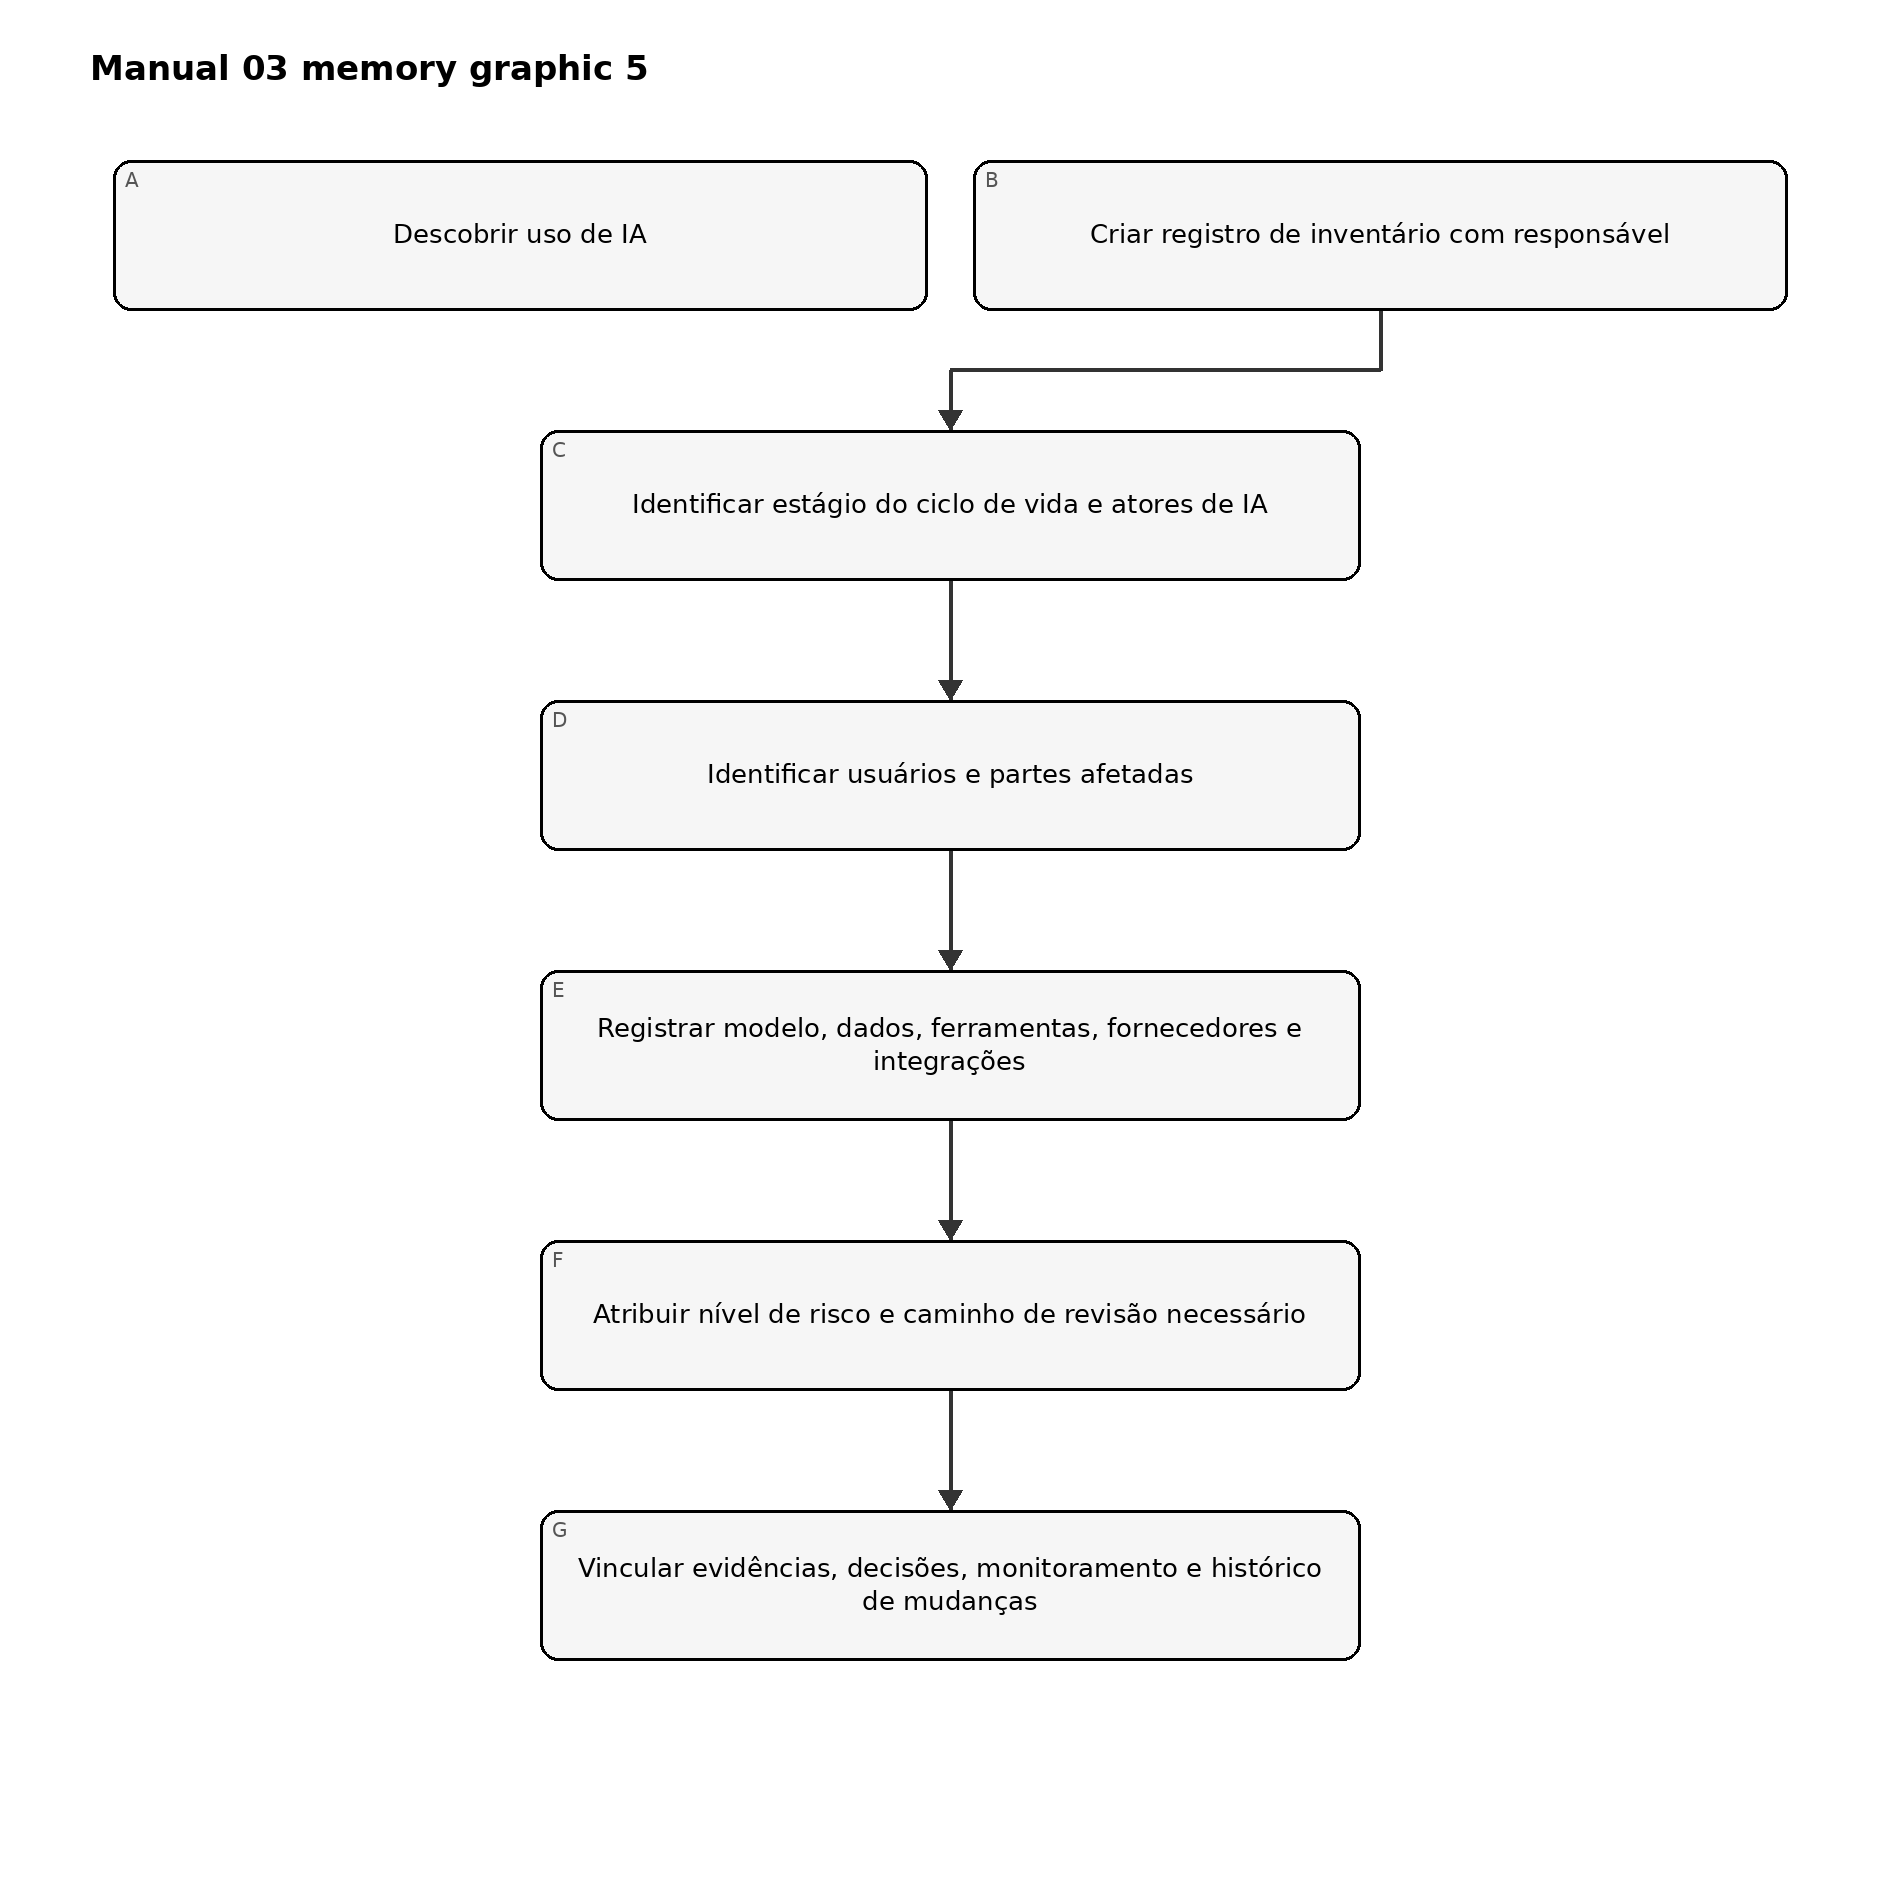 Manual 03 memory graphic 5
A
Descobrir uso de IA
B
Criar registro de inventário com responsável
C
Identificar estágio do ciclo de vida e atores de IA
D
Identificar usuários e partes afetadas
E
Registrar modelo, dados, ferramentas, fornecedores e
integrações
F
Atribuir nível de risco e caminho de revisão necessário
G
Vincular evidências, decisões, monitoramento e histórico
de mudanças